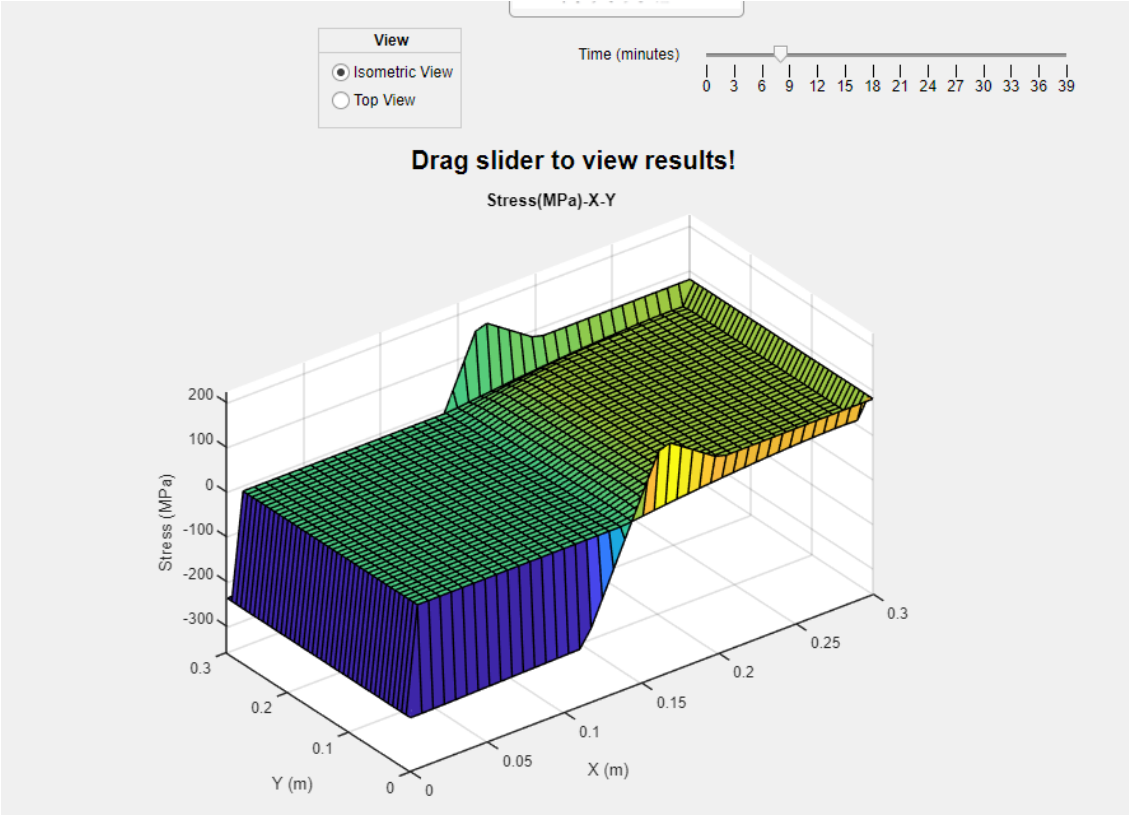 View
Isometric View
Top View
Time (minutes)
0 3 6 9 12 15 18 21 24 27 30 33 36 39
Drag slider to view results!
Stress(MPa)-X-Y
200
100
0
-100
-200
-300
Stress (MPa)
0.3
0.2
0.1
0
Y (m)
0
0.05
0.1
0.15
0.2
0.25
0.3
X (m)